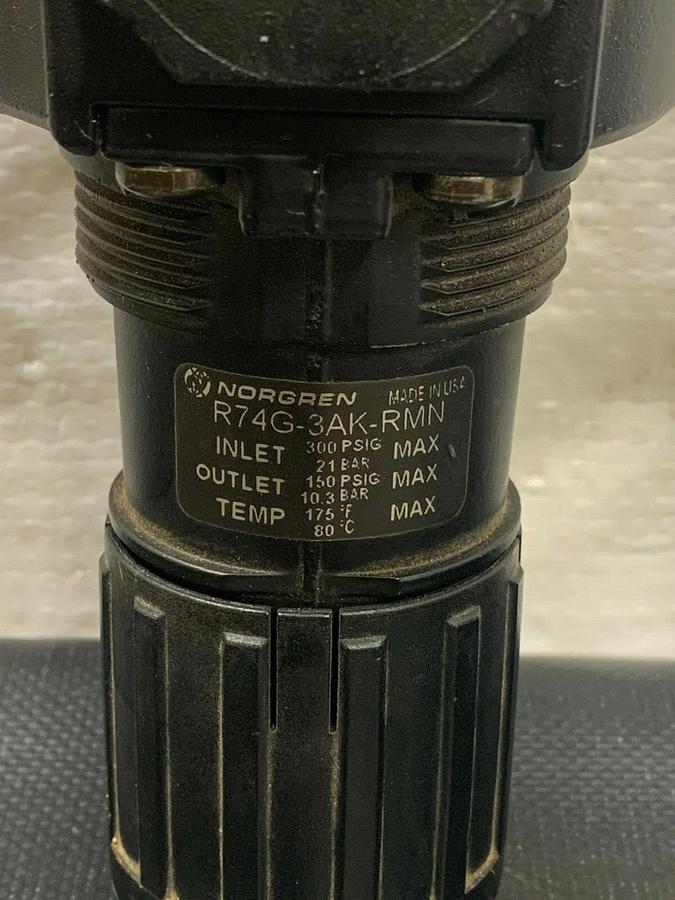 NORGREN MADE IN USA
R74G-3AK-RMN
INLET 300 PSIG MAX
21 BAR
OUTLET 150 PSIG MAX
10.3 BAR
TEMP 175 °F MAX
80 °C